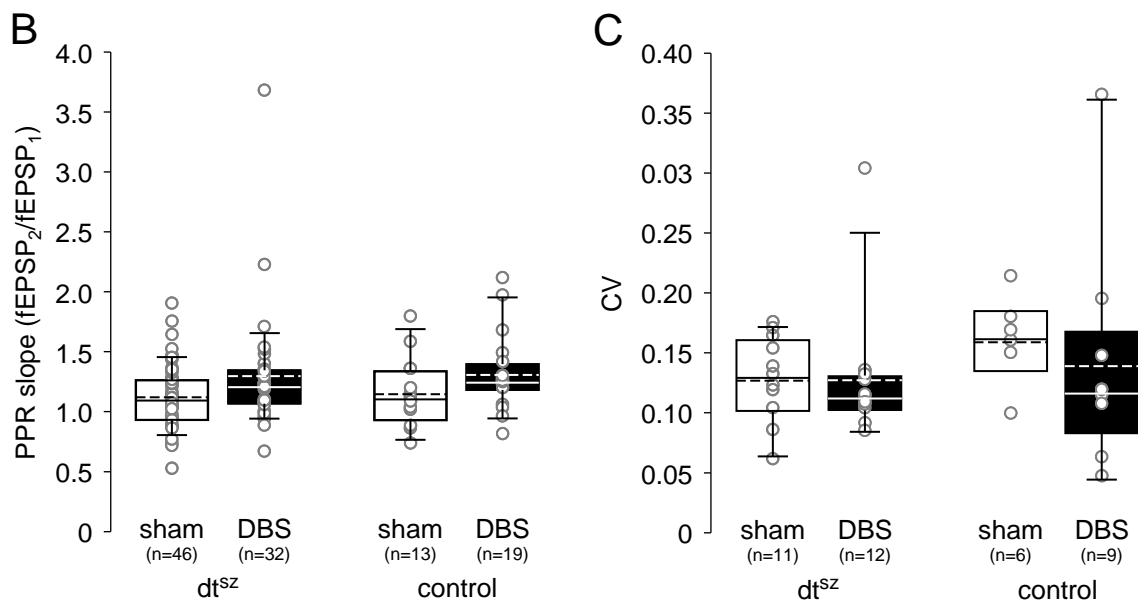 B
4.0
3.5
3.0
2.5
2.0
1.5
1.0
0.5
0
PPR slope (fEPSP₂/fEPSP₁)
sham DBS sham DBS
(n=46) (n=32) (n=13) (n=19)
dtˢᶻ control
C
0.40
0.35
0.03
0.25
0.20
0.15
0.10
0.05
0
CV
sham DBS sham DBS
(n=11) (n=12) (n=6) (n=9)
dtˢᶻ control